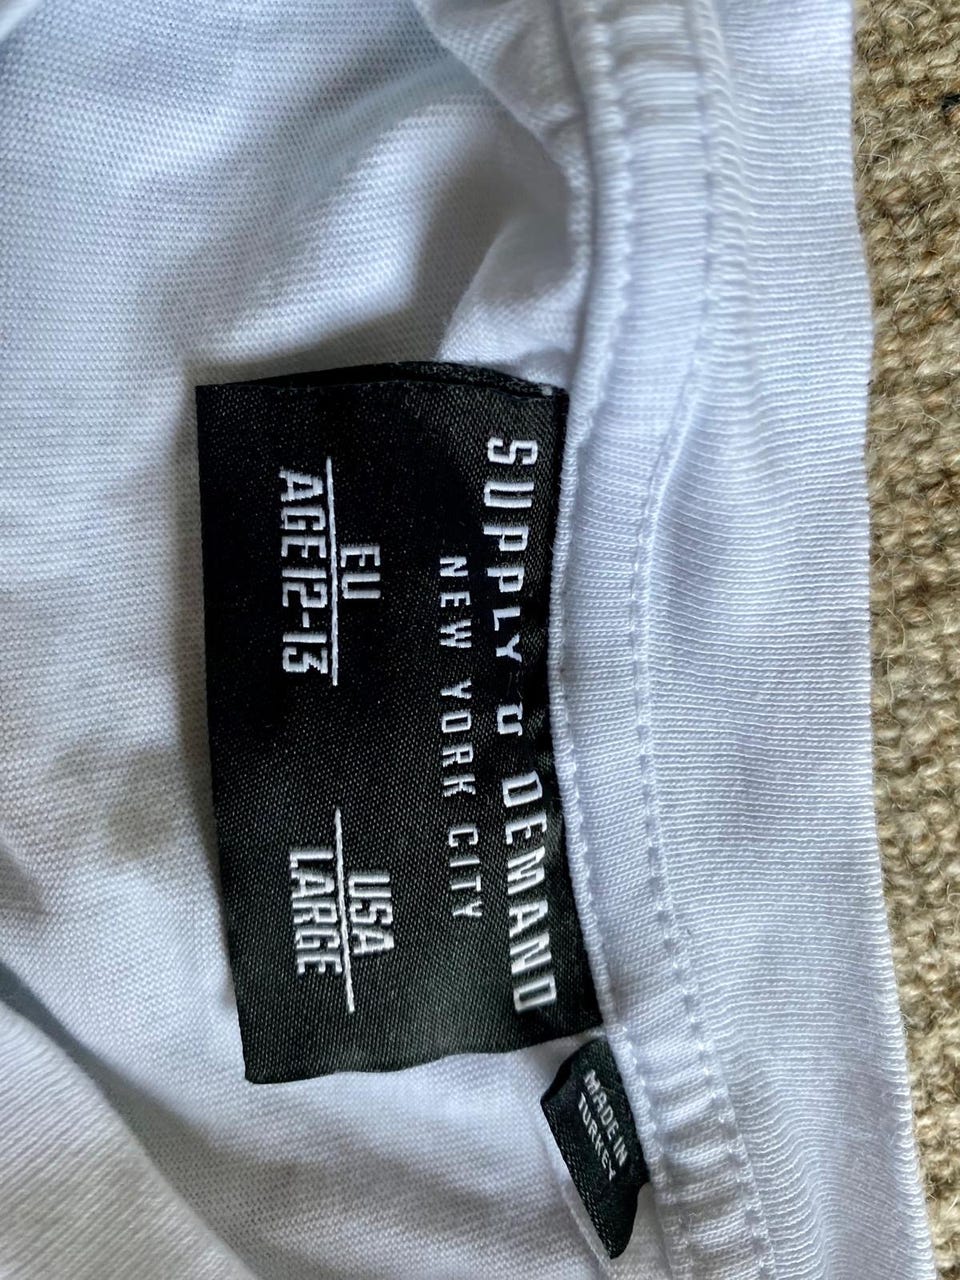 SUPPLY & DEMAND
NEW YORK CITY
EU
AGE 12-13
USA
LARGE
MADE IN
TURKEY